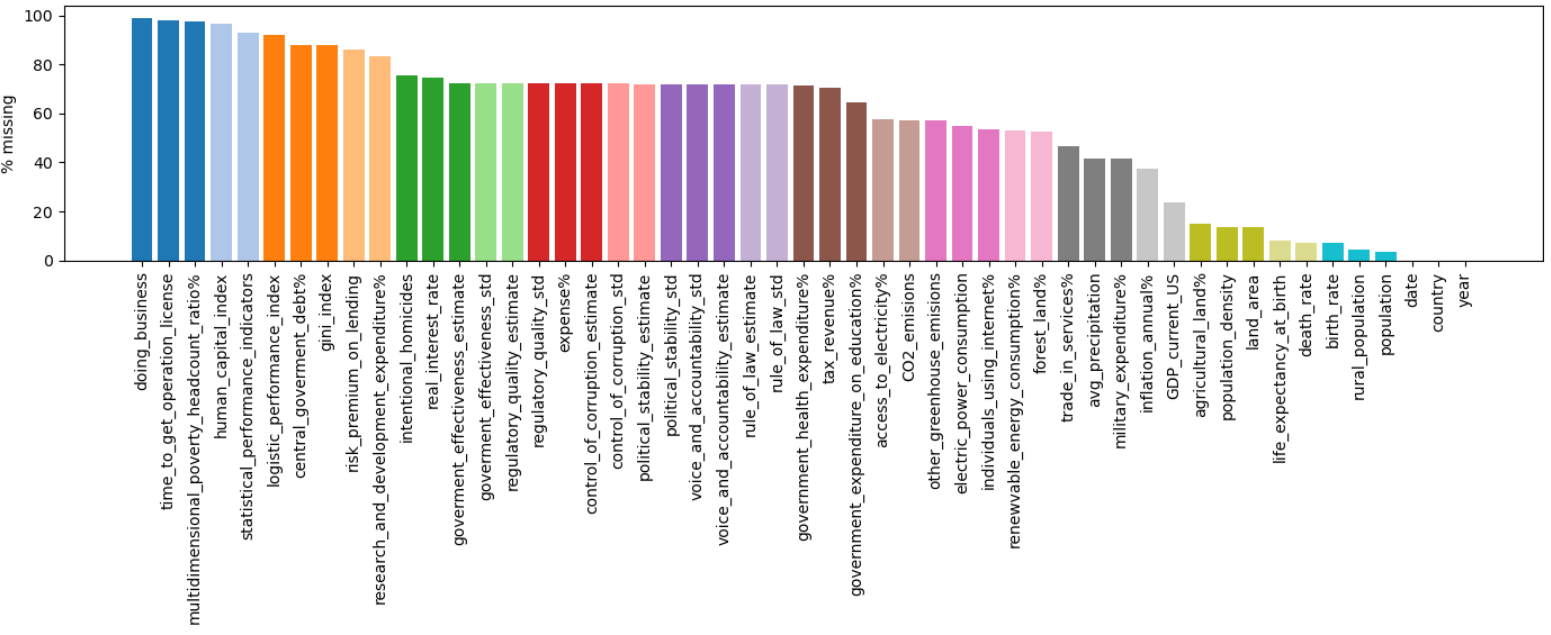 % missing
100
80
60
40
20
0
doing_business
time_to_get_operation_license
multidimensional_poverty_headcount_ratio%
human_capital_index
statistical_performance_indicators
logistic_performance_index
central_goverment_debt%
gini_index
risk_premium_on_lending
research_and_development_expenditure%
intentional_homicides
real_interest_rate
goverment_effectiveness_estimate
goverment_effectiveness_std
regulatory_quality_estimate
regulatory_quality_std
expense%
control_of_corruption_estimate
control_of_corruption_std
political_stability_estimate
political_stability_std
voice_and_accountability_std
voice_and_accountability_estimate
rule_of_law_estimate
rule_of_law_std
government_health_expenditure%
tax_revenue%
government_expenditure_on_education%
access_to_electricity%
CO2_emisions
other_greenhouse_emisions
electric_power_consumption
individuals_using_internet%
renewvable_energy_consumption%
forest_land%
trade_in_services%
avg_precipitation
military_expenditure%
inflation_annual%
GDP_current_US
agricultural_land%
population_density
land_area
life_expectancy_at_birth
death_rate
birth_rate
rural_population
population
date
country
year